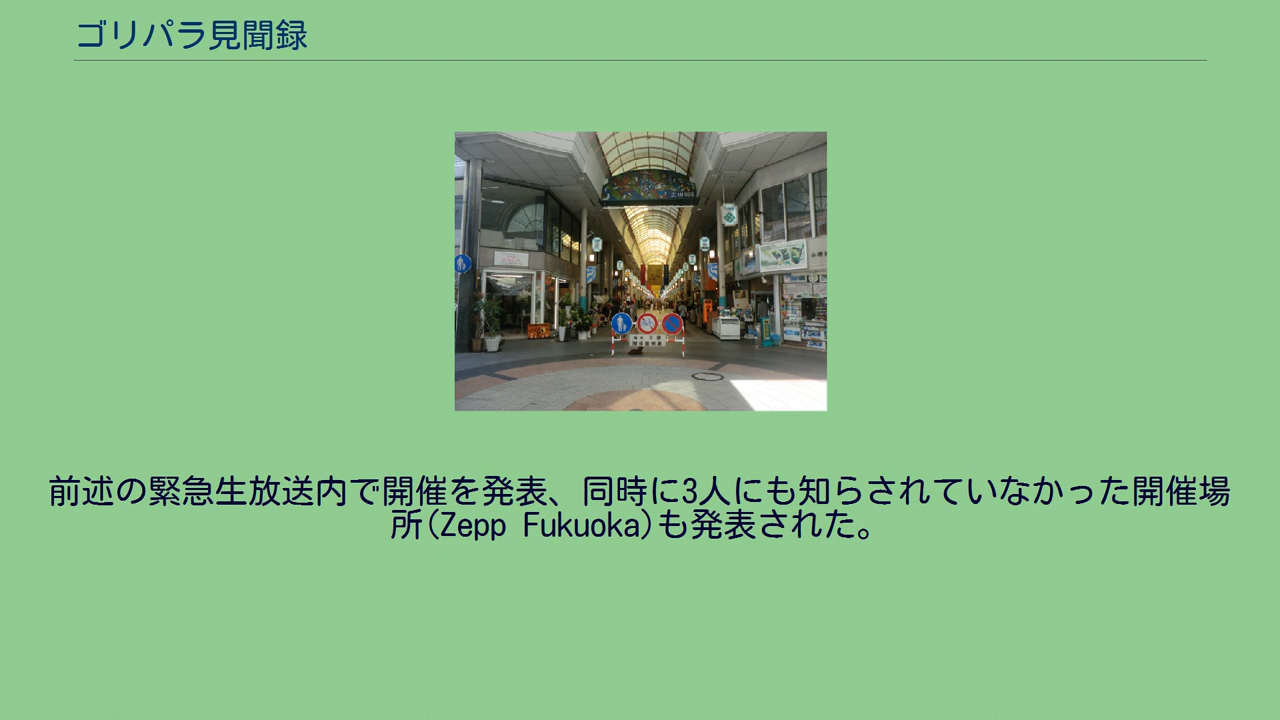 ゴリパラ見聞録
前述の緊急生放送内で開催を発表、同時に3人にも知らされていなかった開催場
所(Zepp Fukuoka)も発表された。